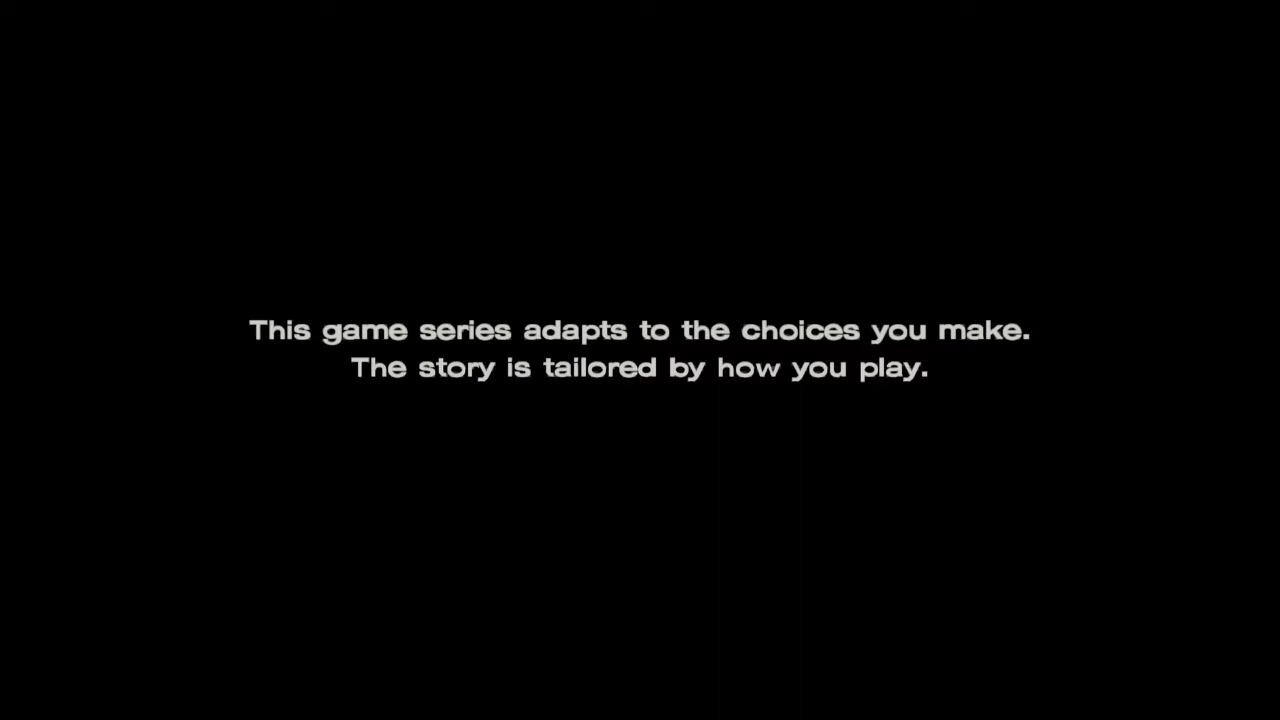 This game series adapts to the choices you make.
The story is tailored by how you play.